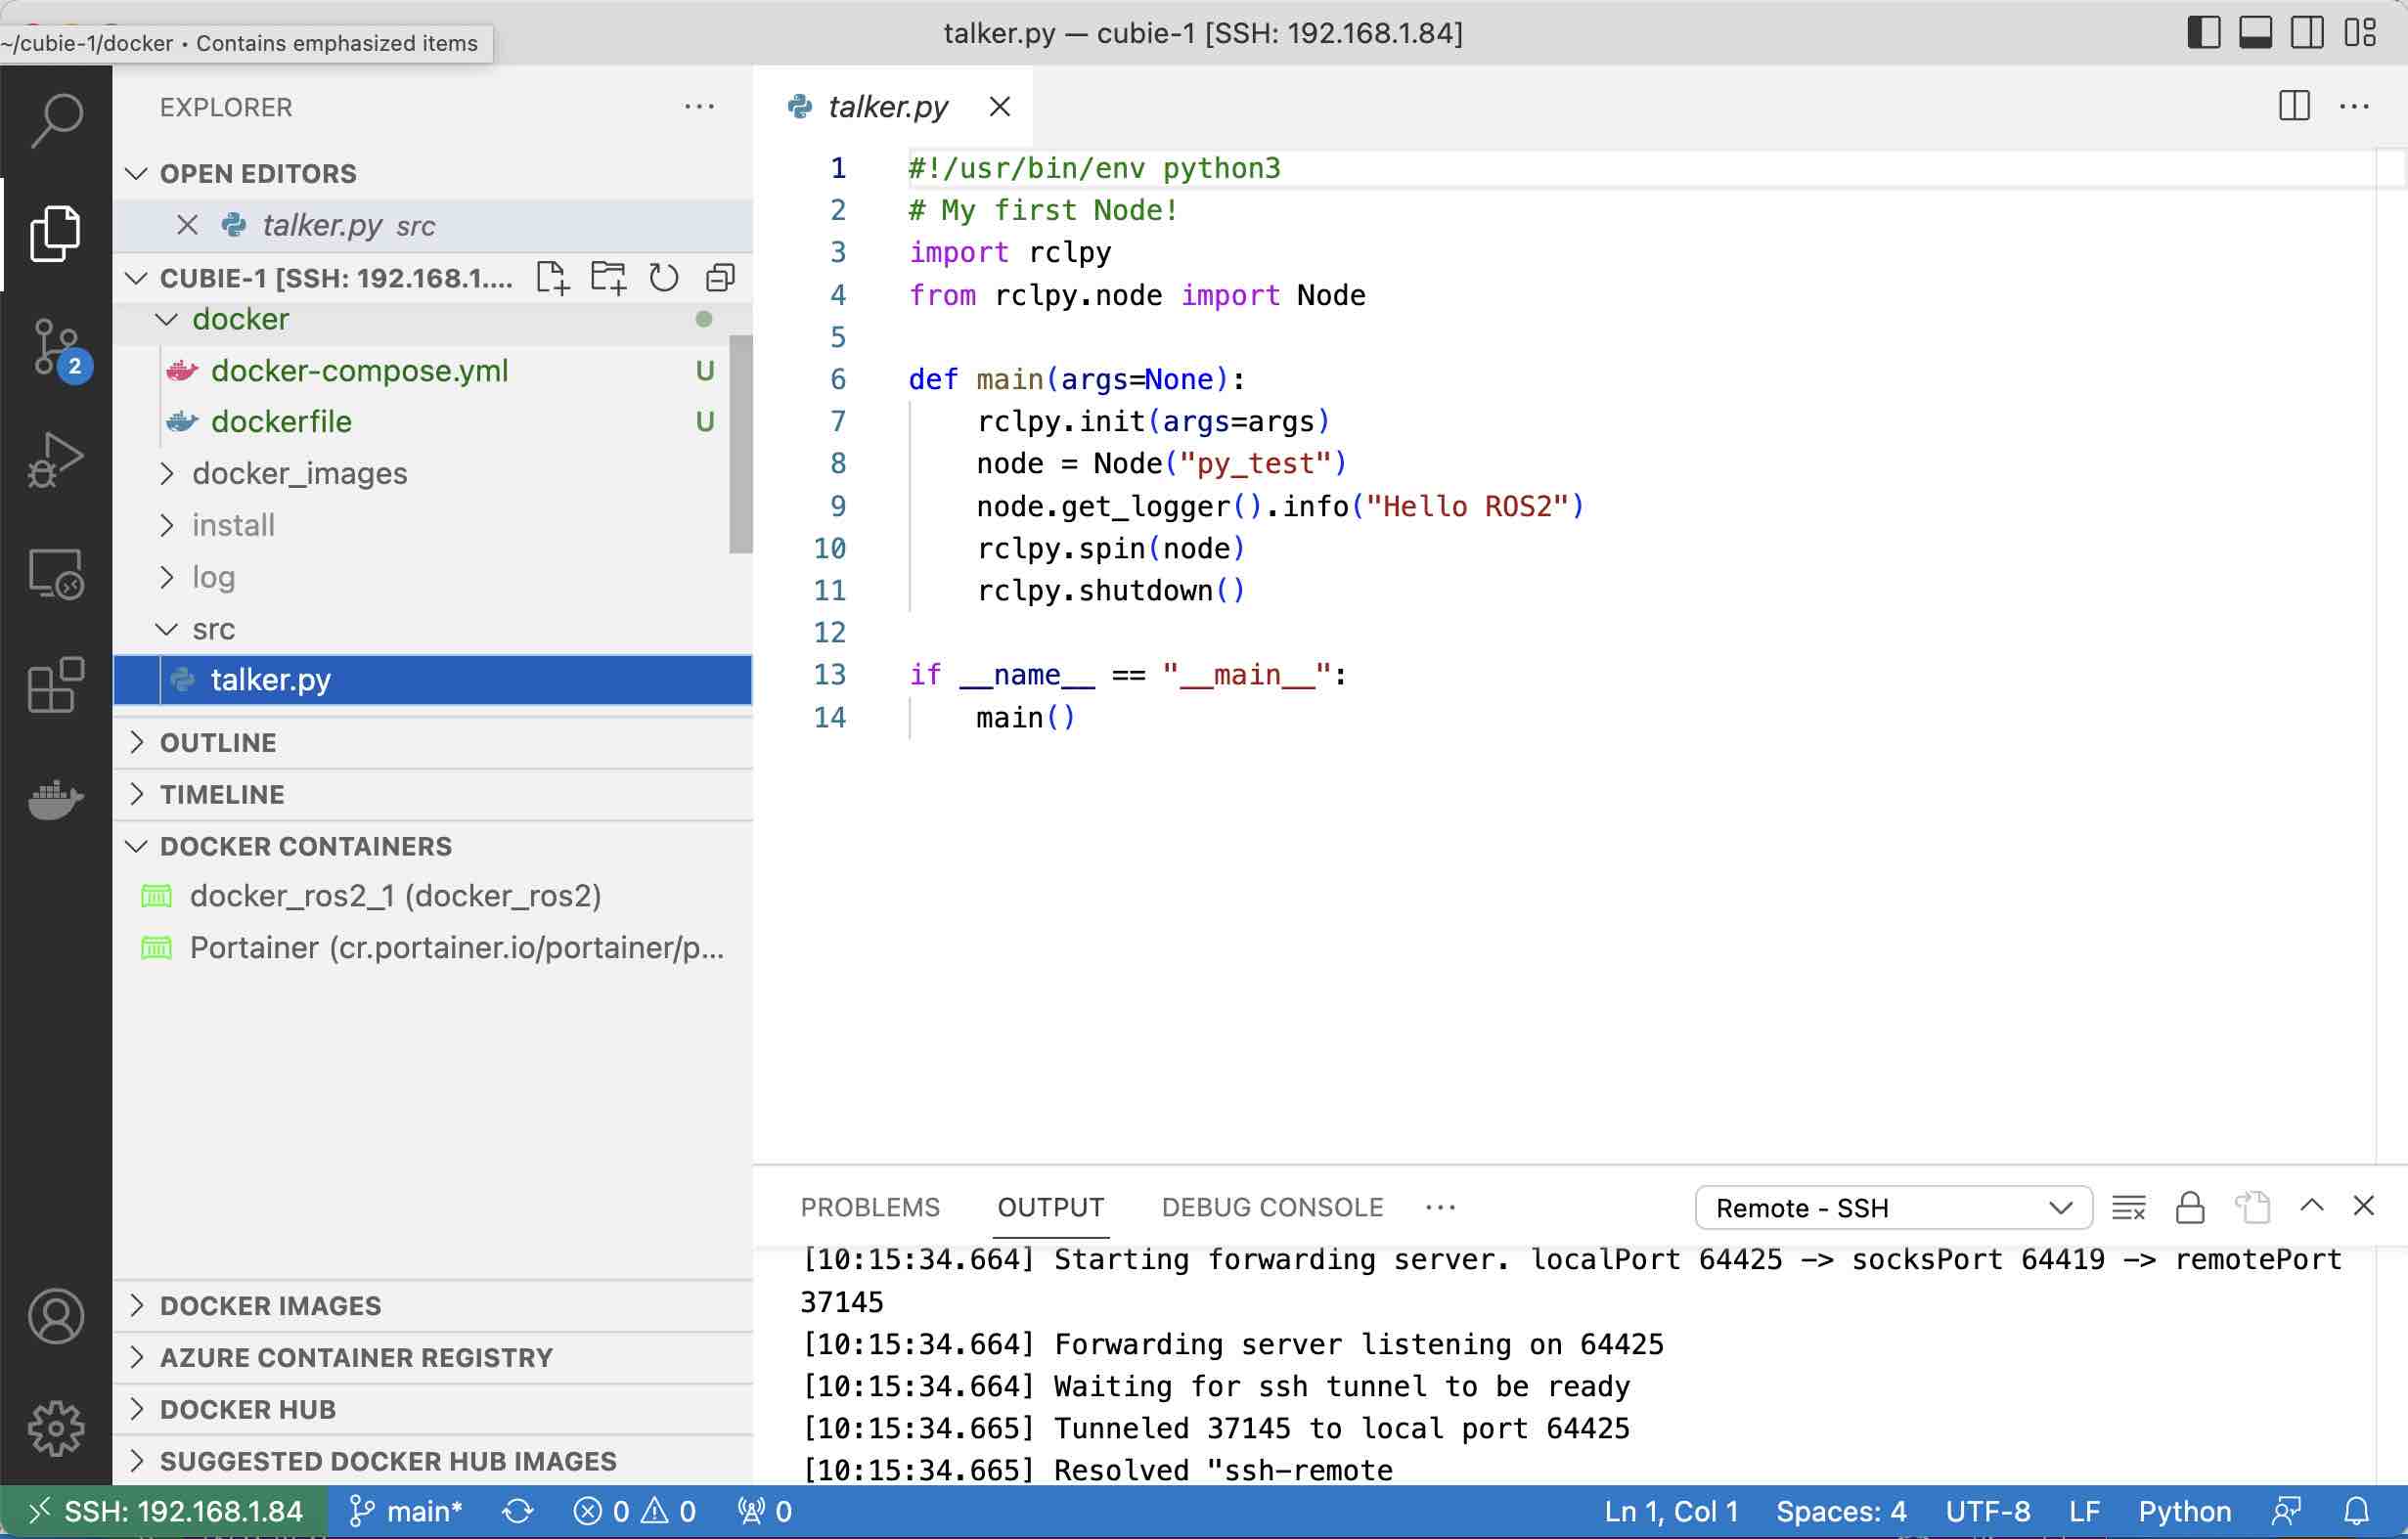 talker.py — cubie-1 [SSH: 192.168.1.84]
~/cubie-1/docker • Contains emphasized items
EXPLORER
OPEN EDITORS
talker.py src
CUBIE-1 [SSH: 192.168.1....
docker
docker-compose.yml U
dockerfile U
docker_images
install
log
src
talker.py
OUTLINE
TIMELINE
DOCKER CONTAINERS
docker_ros2_1 (docker_ros2)
Portainer (cr.portainer.io/portainer/p...
DOCKER IMAGES
AZURE CONTAINER REGISTRY
DOCKER HUB
SUGGESTED DOCKER HUB IMAGES
2
talker.py
1 #!/usr/bin/env python3
2 # My first Node!
3 import rclpy
4 from rclpy.node import Node
5
6 def main(args=None):
7     rclpy.init(args=args)
8     node = Node("py_test")
9     node.get_logger().info("Hello ROS2")
10     rclpy.spin(node)
11     rclpy.shutdown()
12
13 if __name__ == "__main__":
14     main()
PROBLEMS OUTPUT DEBUG CONSOLE ··· Remote - SSH
[10:15:34.664] Starting forwarding server. localPort 64425 -> socksPort 64419 -> remotePort
37145
[10:15:34.664] Forwarding server listening on 64425
[10:15:34.664] Waiting for ssh tunnel to be ready
[10:15:34.665] Tunneled 37145 to local port 64425
[10:15:34.665] Resolved "ssh-remote
SSH: 192.168.1.84 main* 0 0 0 Ln 1, Col 1 Spaces: 4 UTF-8 LF Python